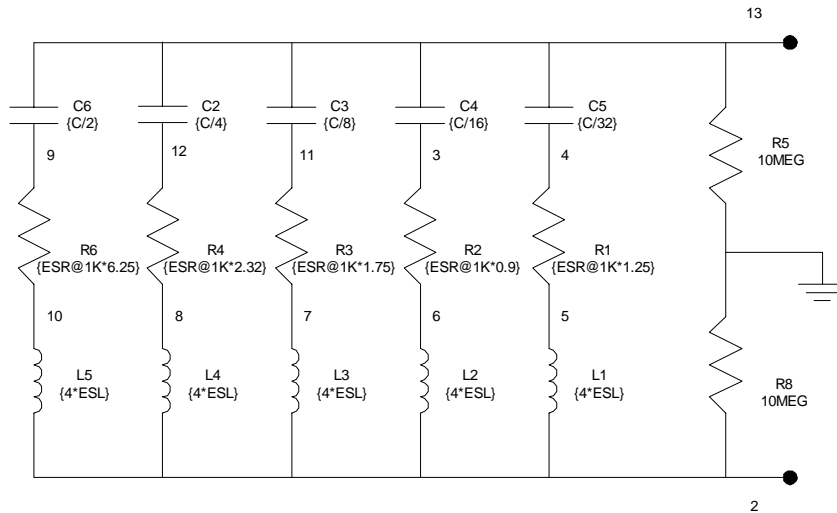 13
C6
{C/2}
C2
{C/4}
C3
{C/8}
C4
{C/16}
C5
{C/32}
R5
10MEG
9
12
11
3
4
R6
{ESR@1K*6.25}
R4
{ESR@1K*2.32}
R3
{ESR@1K*1.75}
R2
{ESR@1K*0.9}
R1
{ESR@1K*1.25}
10
8
7
6
5
L5
{4*ESL}
L4
{4*ESL}
L3
{4*ESL}
L2
{4*ESL}
L1
{4*ESL}
R8
10MEG
2